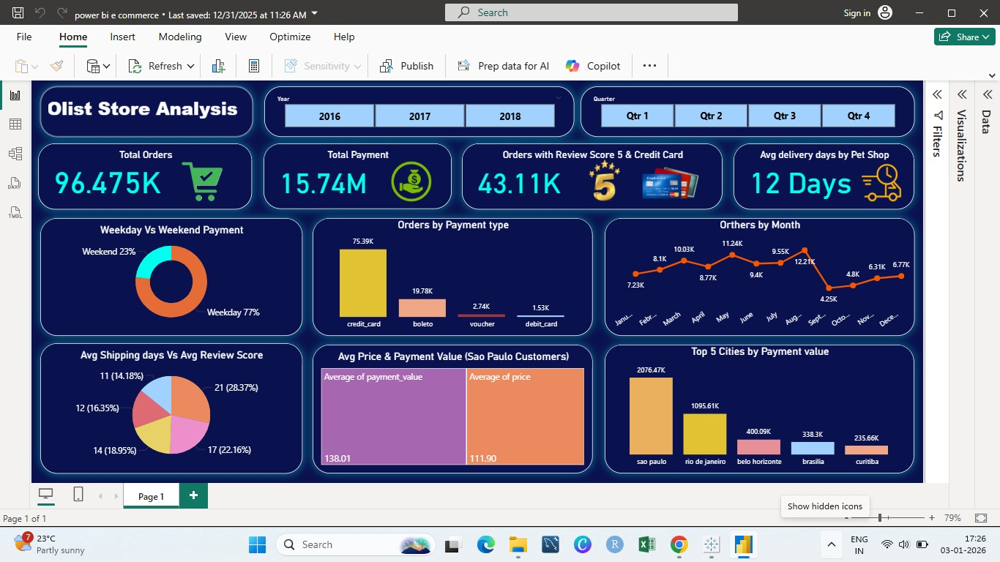 power bi e commerce • Last saved: 12/31/2025 at 11:26 AM
Search
Sign in
File
Home
Insert
Modeling
View
Optimize
Help
Share
Refresh
Sensitivity
Publish
Prep data for AI
Copilot
Olist Store Analysis
Year
2016
2017
2018
Quarter
Qtr 1
Qtr 2
Qtr 3
Qtr 4
Filters
Visualizations
Data
DAX
TMDL
Total Orders
96.475K
Total Payment
15.74M
$
Orders with Review Score 5 & Credit Card
43.11K
5
CreditCard
Avg delivery days by Pet Shop
12 Days
Weekday Vs Weekend Payment
Weekend 23%
Weekday 77%
Orders by Payment type
75.39K
19.78K
2.74K
1.53K
credit_card
boleto
voucher
debit_card
Orthers by Month
7.23K
8.1K
10.03K
8.77K
11.24K
9.4K
9.55K
12.21K
4.25K
4.8K
6.31K
6.77K
Janu...
Febr...
March
April
May
June
July
Aug...
Sept...
Octo...
Nov...
Dece...
Avg Shipping days Vs Avg Review Score
11 (14.18%)
21 (28.37%)
12 (16.35%)
14 (18.95%)
17 (22.16%)
Avg Price & Payment Value (Sao Paulo Customers)
Average of payment_value
138.01
Average of price
111.90
Top 5 Cities by Payment value
2076.47K
1095.61K
400.09K
338.3K
235.66K
sao paulo
rio de janeiro
belo horizonte
brasilia
curitiba
Page 1
Show hidden icons
Page 1 of 1
79%
7
23°C
Partly sunny
Search
ENG
IN
17:26
03-01-2026